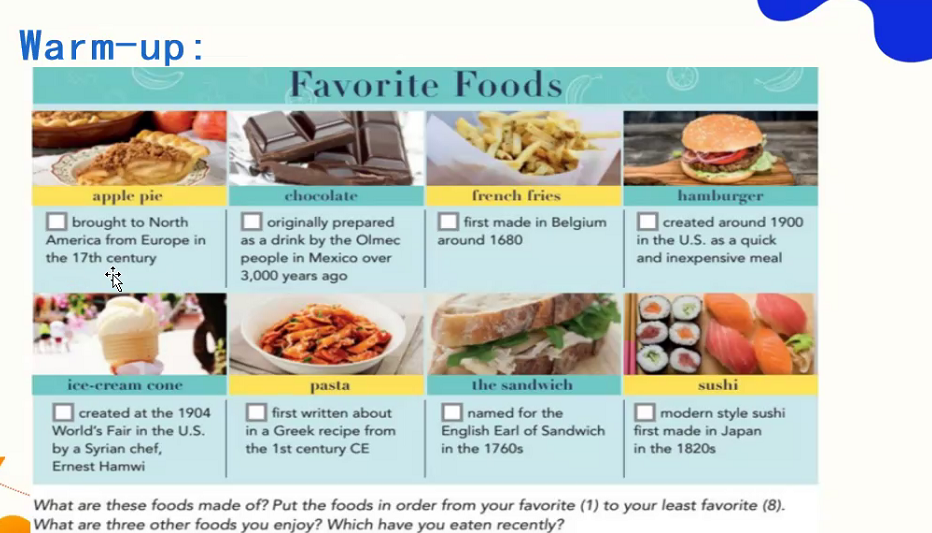 Warm-up:
Favorite Foods
apple pie
brought to North
America from Europe in
the 17th century
chocolate
originally prepared
as a drink by the Olmec
people in Mexico over
3,000 years ago
french fries
first made in Belgium
around 1680
hamburger
created around 1900
in the U.S. as a quick
and inexpensive meal
ice-cream cone
created at the 1904
World's Fair in the U.S.
by a Syrian chef,
Ernest Hamwi
pasta
first written about
in a Greek recipe from
the 1st century CE
the sandwich
named for the
English Earl of Sandwich
in the 1760s
sushi
modern style sushi
first made in Japan
in the 1820s
What are these foods made of? Put the foods in order from your favorite (1) to your least favorite (8).
What are three other foods you enjoy? Which have you eaten recently?